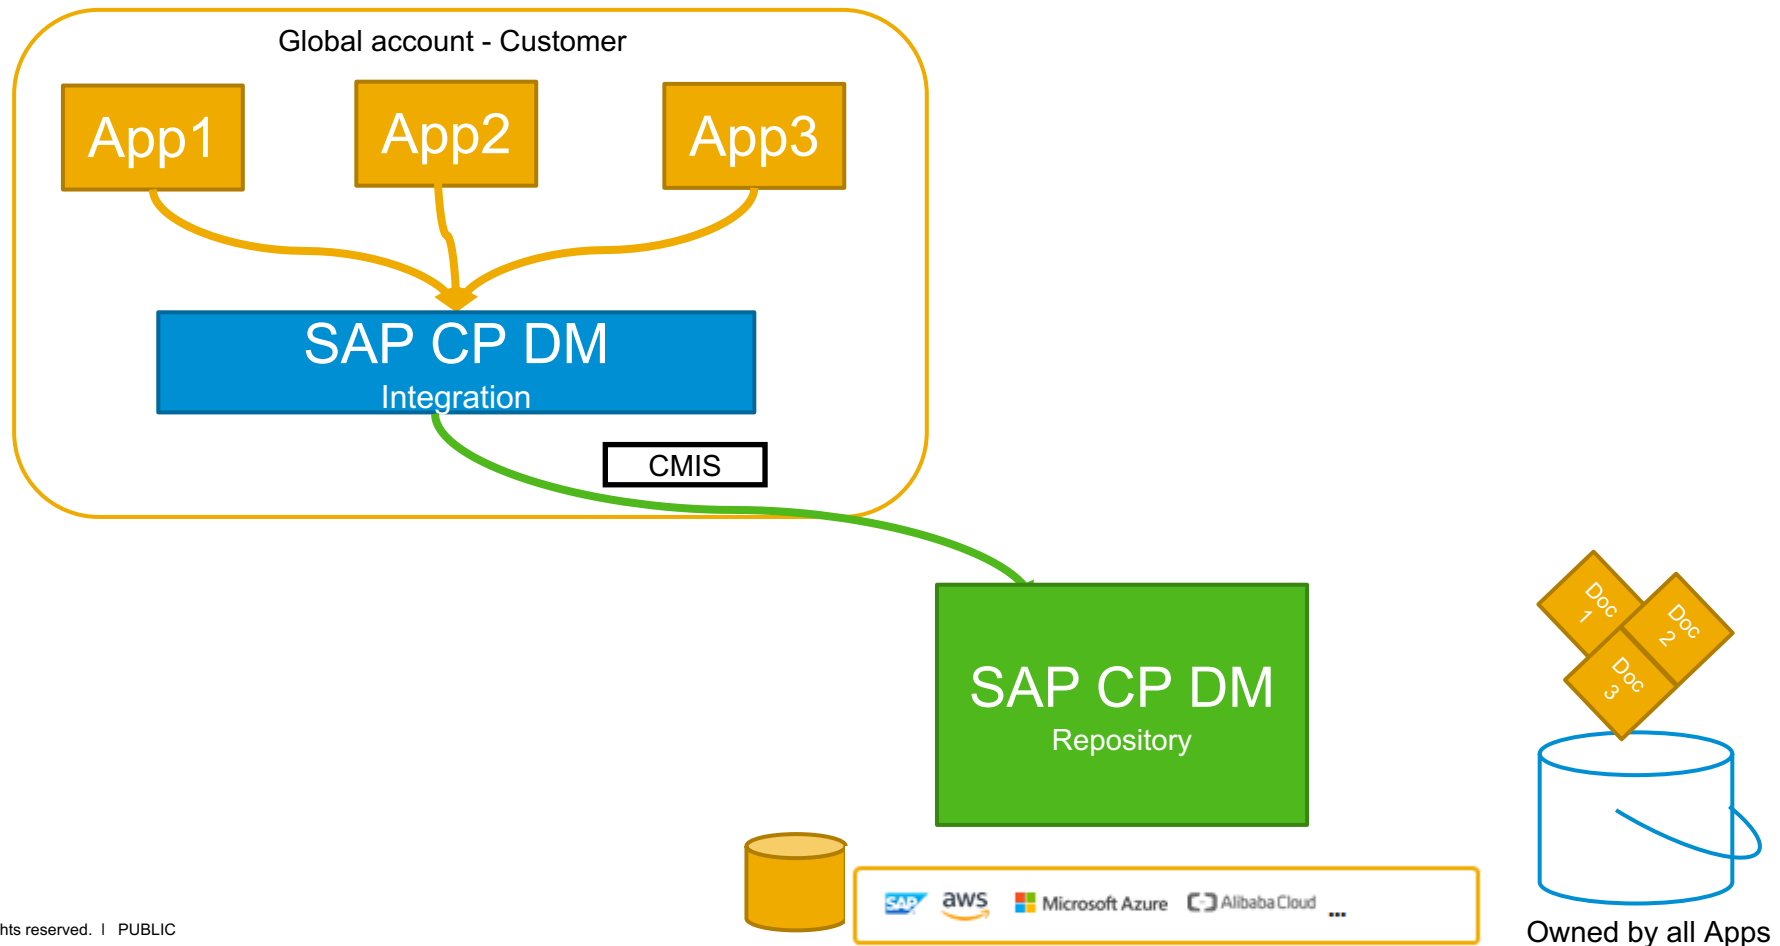 Global account - Customer
App1
App2
App3
SAP CP DM
Integration
CMIS
SAP CP DM
Repository
Doc
1
Doc
2
Doc
3
SAP
aws
Microsoft Azure
Alibaba Cloud
...
Owned by all Apps
hts reserved. I PUBLIC